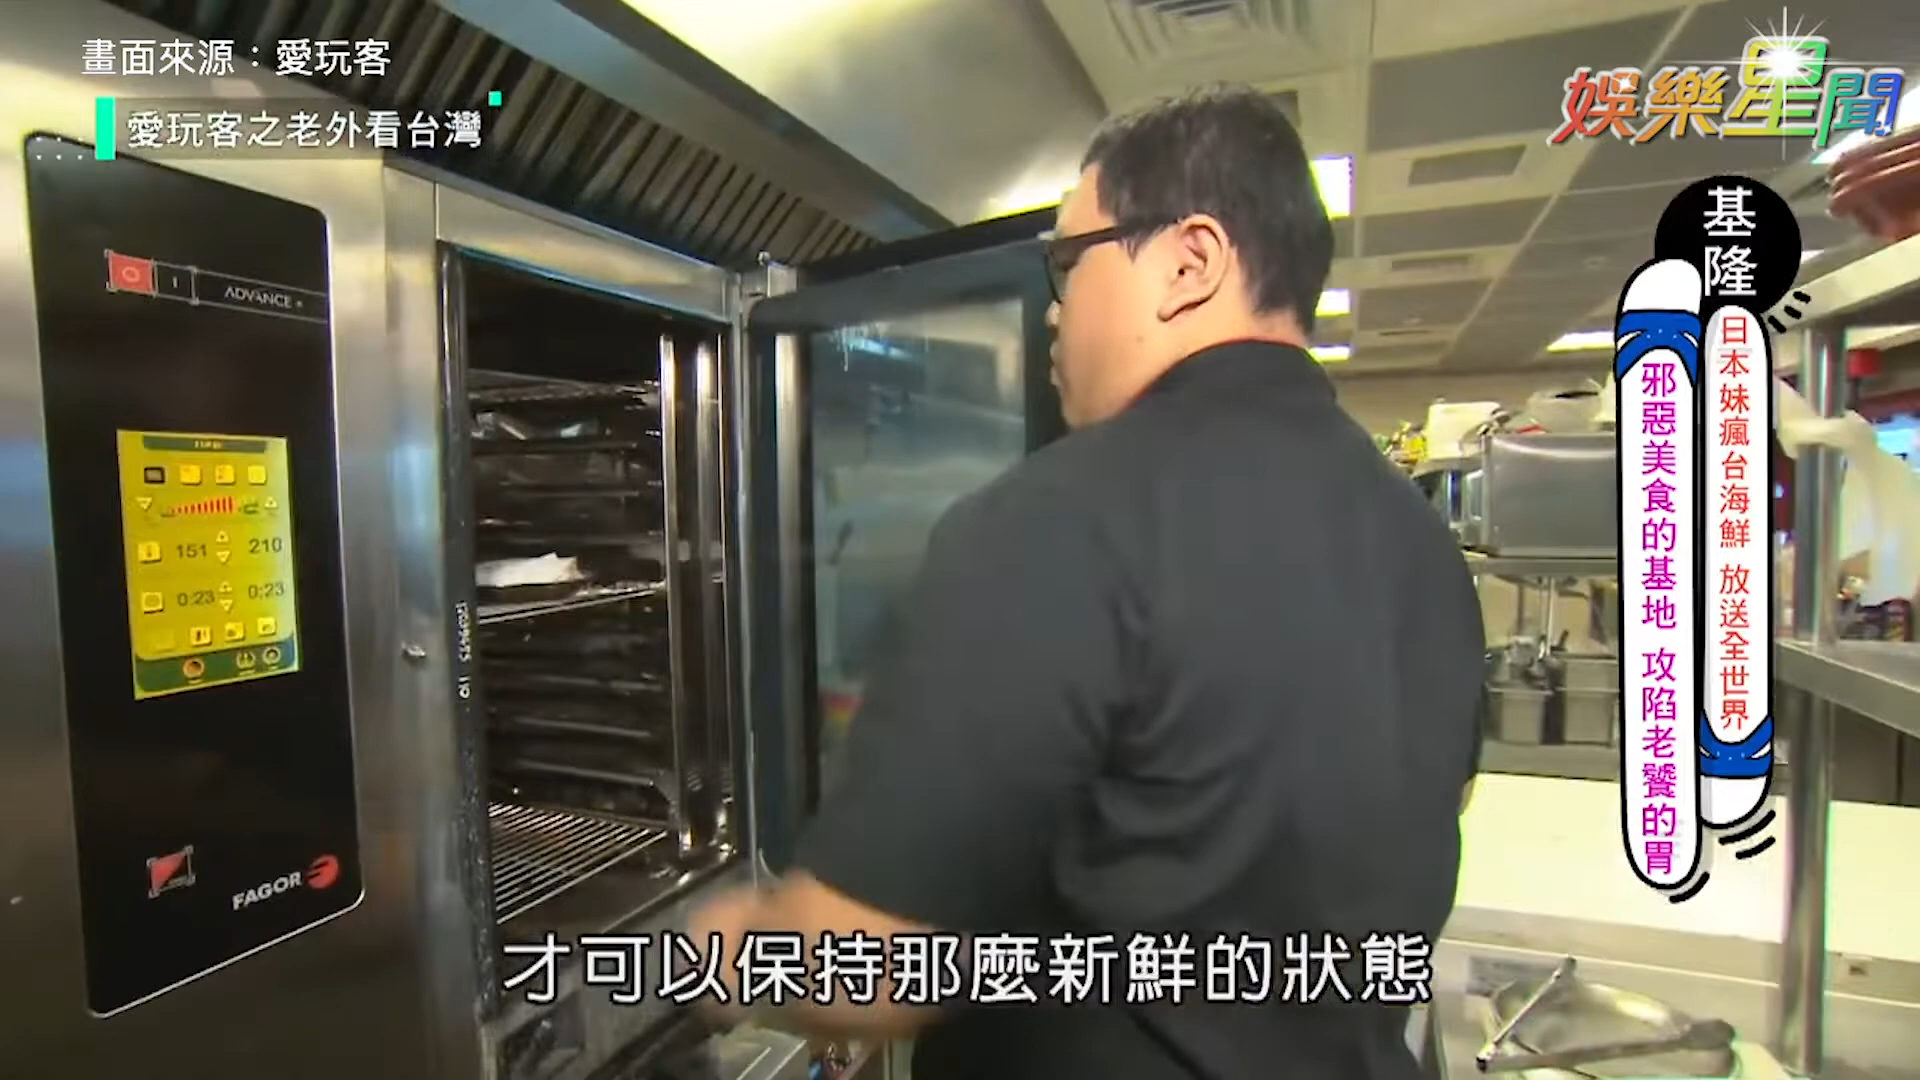 畫面來源：愛玩客
愛玩客之老外看台灣
娛樂星聞
基隆
日本妹瘋台海鮮 放送全世界
邪惡美食的基地 攻陷老饕的胃
O I ADVANCE +
151 210
0:23 0:23
FAGOR
才可以保持那麼新鮮的狀態